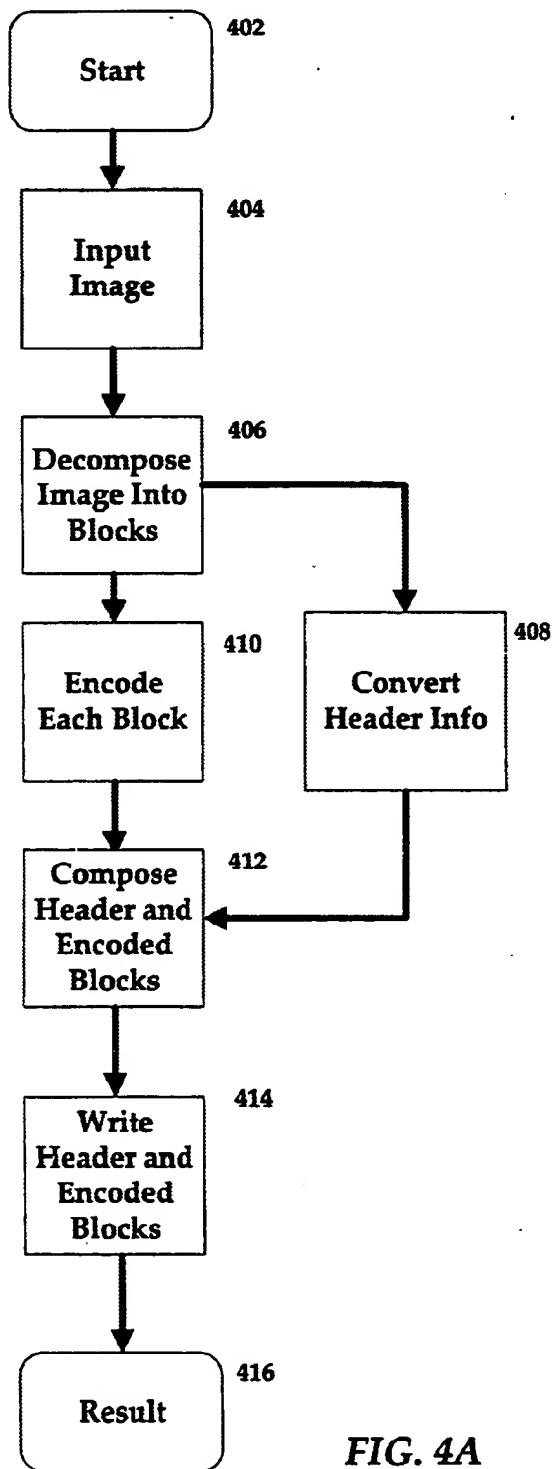 402
Start
404
Input
Image
406
Decompose
Image Into
Blocks
408
Convert
Header Info
410
Encode
Each Block
412
Compose
Header and
Encoded
Blocks
414
Write
Header and
Encoded
Blocks
416
Result
FIG. 4A